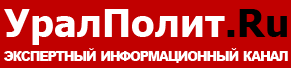 УралПолит.Ru
ЭКСПЕРТНЫЙ ИНФОРМАЦИОННЫЙ КАНАЛ